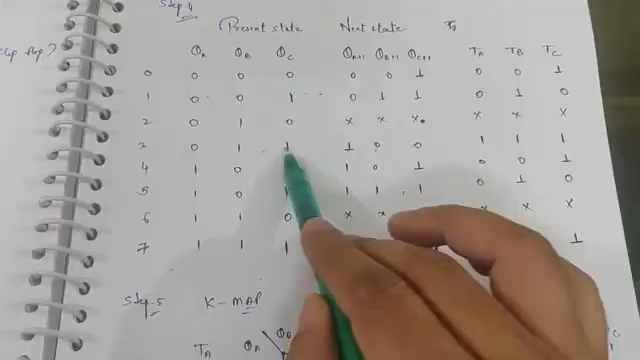 Step-4
flip flop)
Present state Next state T
QA QB QC QA+1 QB+1 QC+1 TA TB TC
0 0 0 0 0 0 1 0 0 1
1 0 0 1 0 1 1 0 1 0
2 0 1 0 x x x x x x
3 0 1 1 1 0 0 1 1 1
4 1 0 1 0 1 0 0 1
5 1 0 1 1 1 1 0 1 0
6 1 1 0 x x x x x
7 1 1 1 1
Step-5 K-MAP
TA QA QB C